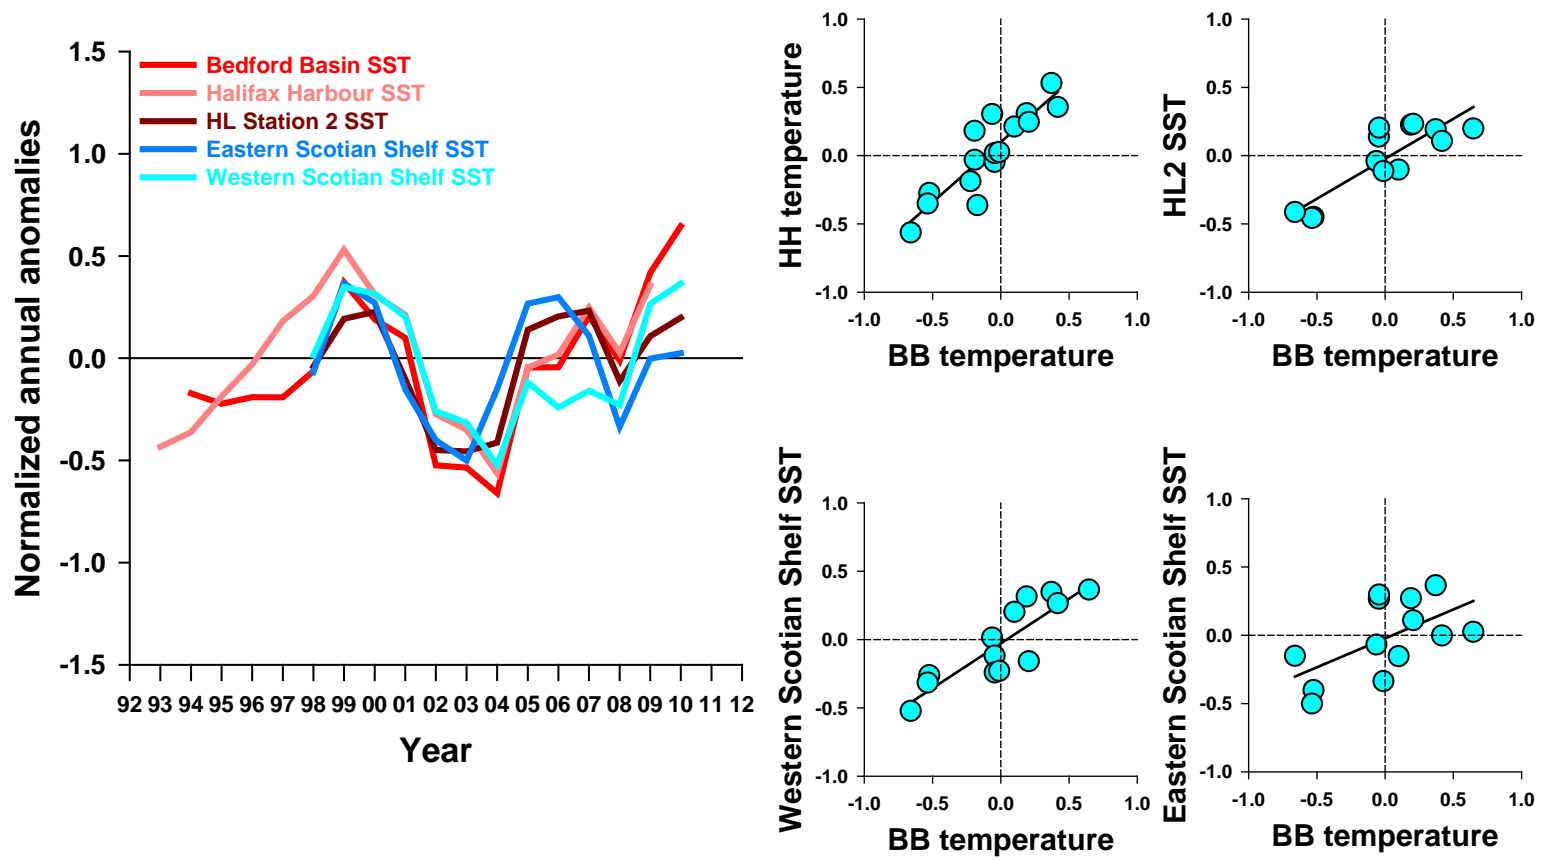 Normalized annual anomalies
1.5
1.0
0.5
0.0
-0.5
-1.0
-1.5
Bedford Basin SST
Halifax Harbour SST
HL Station 2 SST
Eastern Scotian Shelf SST
Western Scotian Shelf SST
92 93 94 95 96 97 98 99 00 01 02 03 04 05 06 07 08 09 10 11 12
Year
HH temperature
1.0
0.5
0.0
-0.5
-1.0
-1.0 -0.5 0.0 0.5 1.0
BB temperature
HL2 SST
1.0
0.5
0.0
-0.5
-1.0
-1.0 -0.5 0.0 0.5 1.0
BB temperature
Western Scotian Shelf SST
1.0
0.5
0.0
-0.5
-1.0
-1.0 -0.5 0.0 0.5 1.0
BB temperature
Eastern Scotian Shelf SST
1.0
0.5
0.0
-0.5
-1.0
-1.0 -0.5 0.0 0.5 1.0
BB temperature